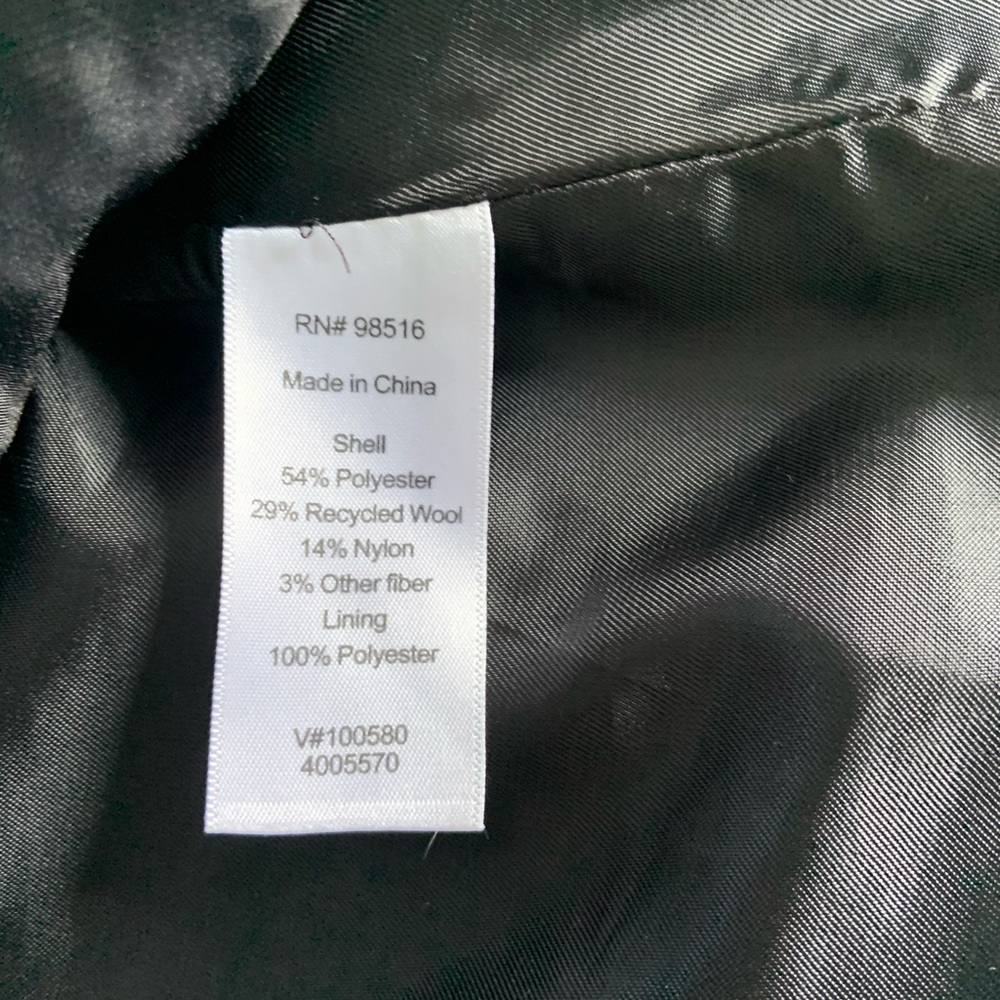 RN# 98516
Made in China
Shell
54% Polyester
29% Recycled Wool
14% Nylon
3% Other fiber
Lining
100% Polyester
V#100580
4005570